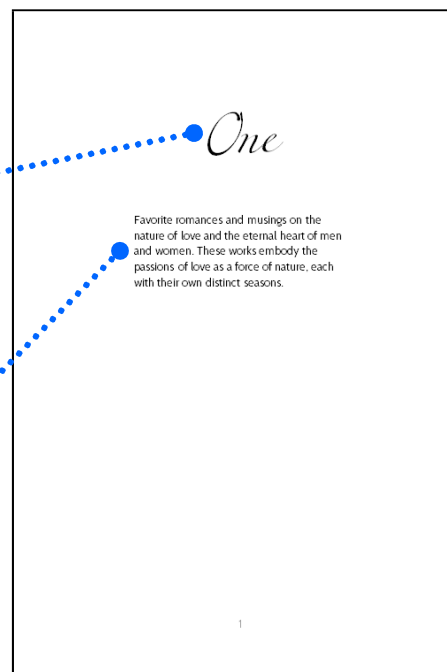 One
Favorite romances and musings on the
nature of love and the eternal heart of men
and women. These works embody the
passions of love as a force of nature, each
with their own distinct seasons.
1